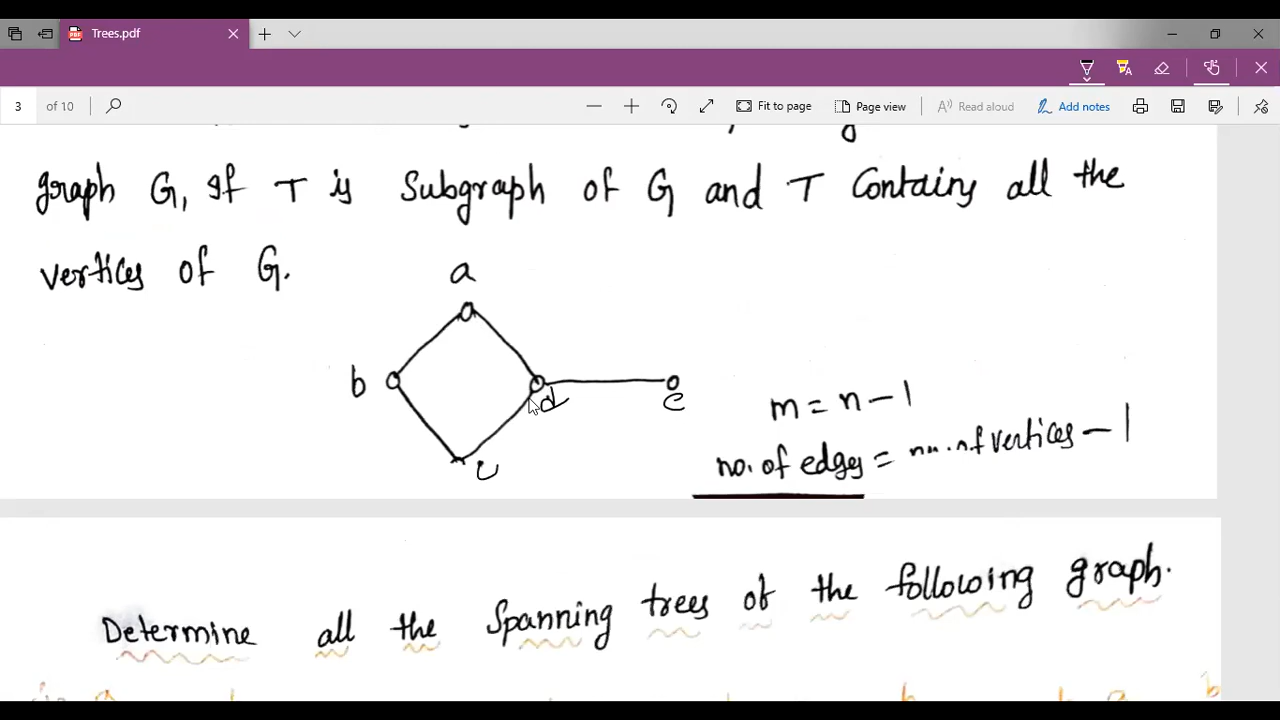 Trees.pdf
3 of 10
Fit to page
Page view
Read aloud
Add notes
graph G, If T is Subgraph of G and T Contains all the
vertices of G.
a
b
d
e
c
m = n - 1
no. of edges = no. of vertices - 1
Determine all the Spanning trees of the following graph.